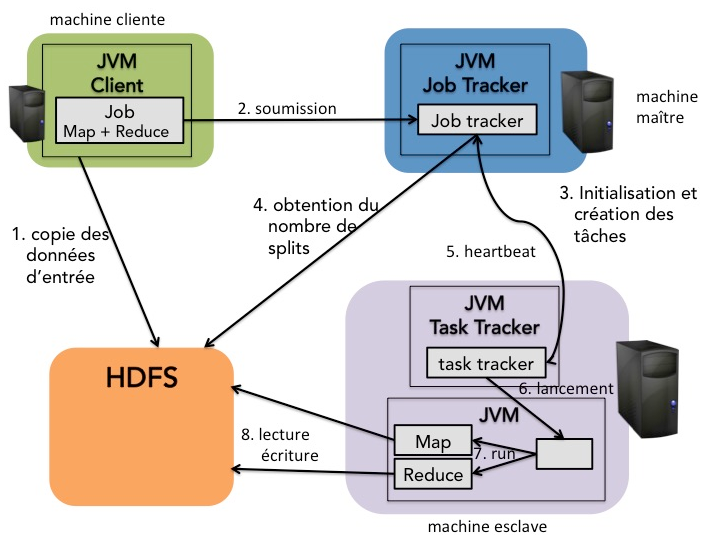 machine cliente
JVM
Client
Job
Map + Reduce
2. soumission
JVM
Job Tracker
Job tracker
machine
maître
1. copie des
données
d'entrée
4. obtention du
nombre de
splits
3. Initialisation et
création des
tâches
5. heartbeat
JVM
Task Tracker
task tracker
6. lancement
HDFS
JVM
Map
7. run
Reduce
8. lecture
écriture
machine esclave